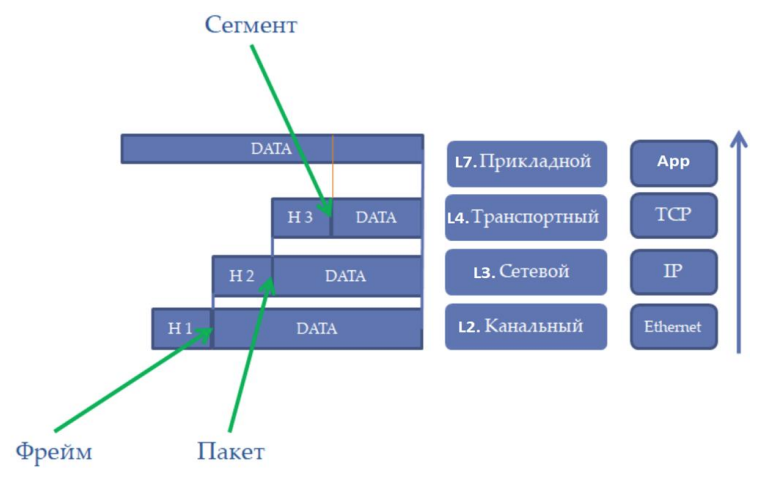 Сегмент
DATA
L7. Прикладной
App
H 3
DATA
L4. Транспортный
TCP
H 2
DATA
L3. Сетевой
IP
H 1
DATA
L2. Канальный
Ethernet
Фрейм
Пакет